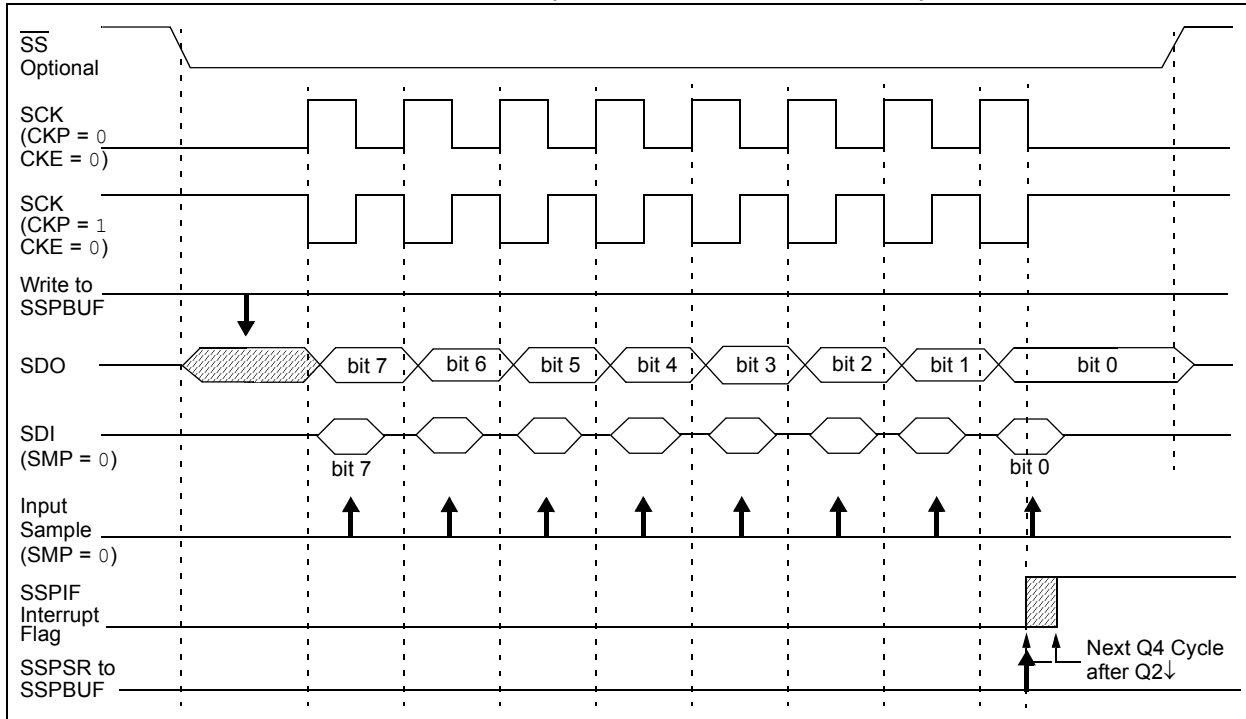 SS
Optional
SCK
(CKP = 0
CKE = 0)
SCK
(CKP = 1
CKE = 0)
Write to
SSPBUF
SDO
bit 7 bit 6 bit 5 bit 4 bit 3 bit 2 bit 1 bit 0
SDI
(SMP = 0)
bit 7 bit 0
Input
Sample
(SMP = 0)
SSPIF
Interrupt
Flag
Next Q4 Cycle
after Q2↓
SSPSR to
SSPBUF